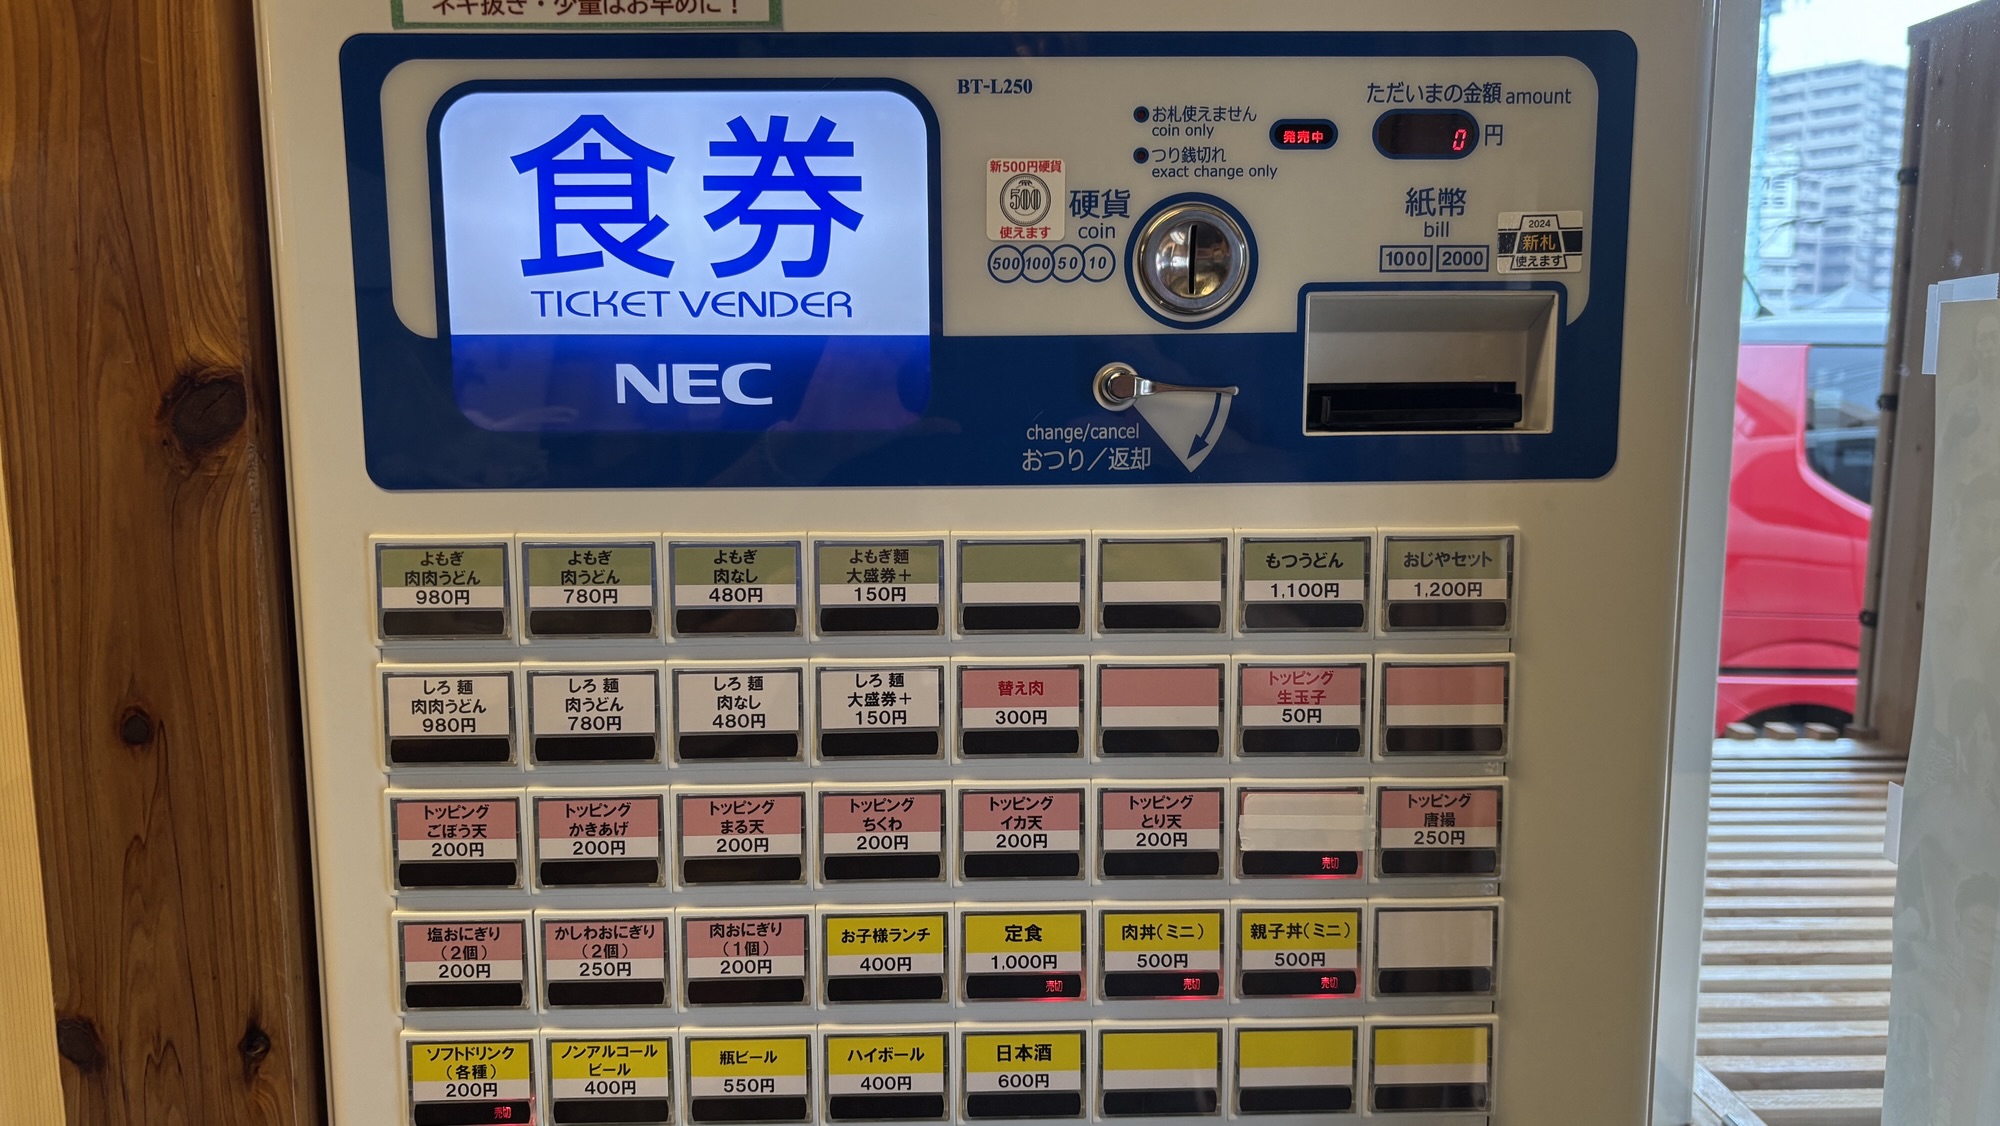 ネギ抜き・少量はお早めに！
食券
TICKET VENDER
NEC
BT-L250
お札使えません
coin only
つり銭切れ
exact change only
発売中
ただいまの金額 amount
0 円
新500円硬貨
500
使えます
硬貨
coin
500 100 50 10
紙幣
bill
1000 2000
2024
新札
使えます
change/cancel
おつり／返却
よもぎ
肉肉うどん
980円
よもぎ
肉うどん
780円
よもぎ
肉なし
480円
よもぎ麺
大盛券＋
150円
もつうどん
1,100円
おじやセット
1,200円
しろ 麺
肉肉うどん
980円
しろ 麺
肉うどん
780円
しろ 麺
肉なし
480円
しろ 麺
大盛券＋
150円
替え肉
300円
トッピング
生玉子
50円
トッピング
ごぼう天
200円
トッピング
かきあげ
200円
トッピング
まる天
200円
トッピング
ちくわ
200円
トッピング
イカ天
200円
トッピング
とり天
200円
売切
トッピング
唐揚
250円
塩おにぎり
（2個）
200円
かしわおにぎり
（2個）
250円
肉おにぎり
（1個）
200円
お子様ランチ
400円
定食
1,000円
売切
肉丼（ミニ）
500円
売切
親子丼（ミニ）
500円
売切
ソフトドリンク
（各種）
200円
売切
ノンアルコール
ビール
400円
瓶ビール
550円
ハイボール
400円
日本酒
600円